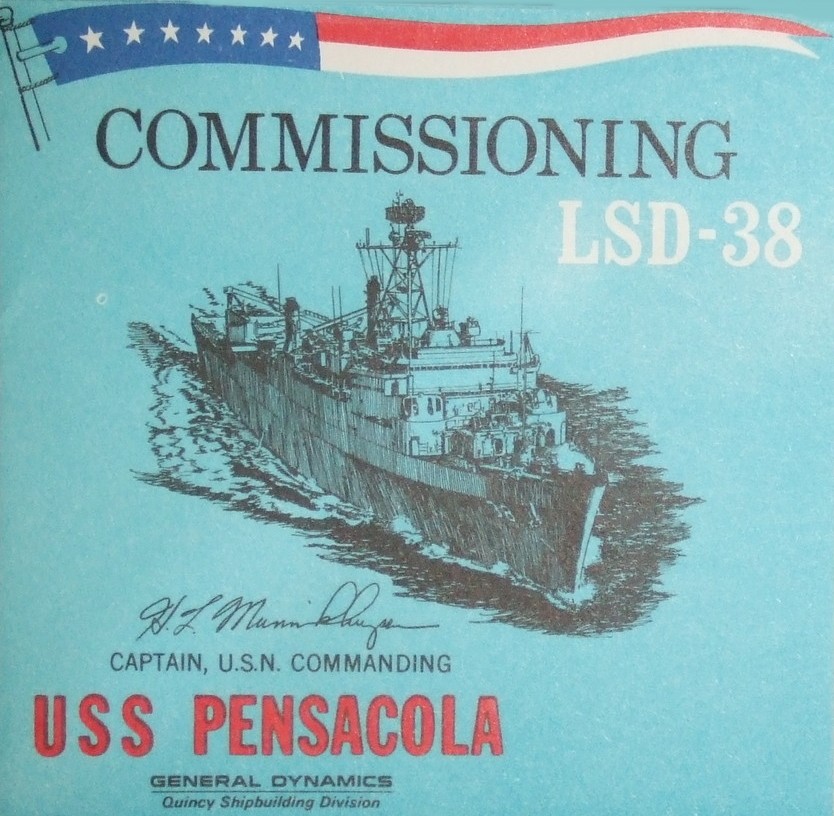 COMMISSIONING
LSD-38
CAPTAIN, U.S.N. COMMANDING
USS PENSACOLA
GENERAL DYNAMICS
Quincy Shipbuilding Division